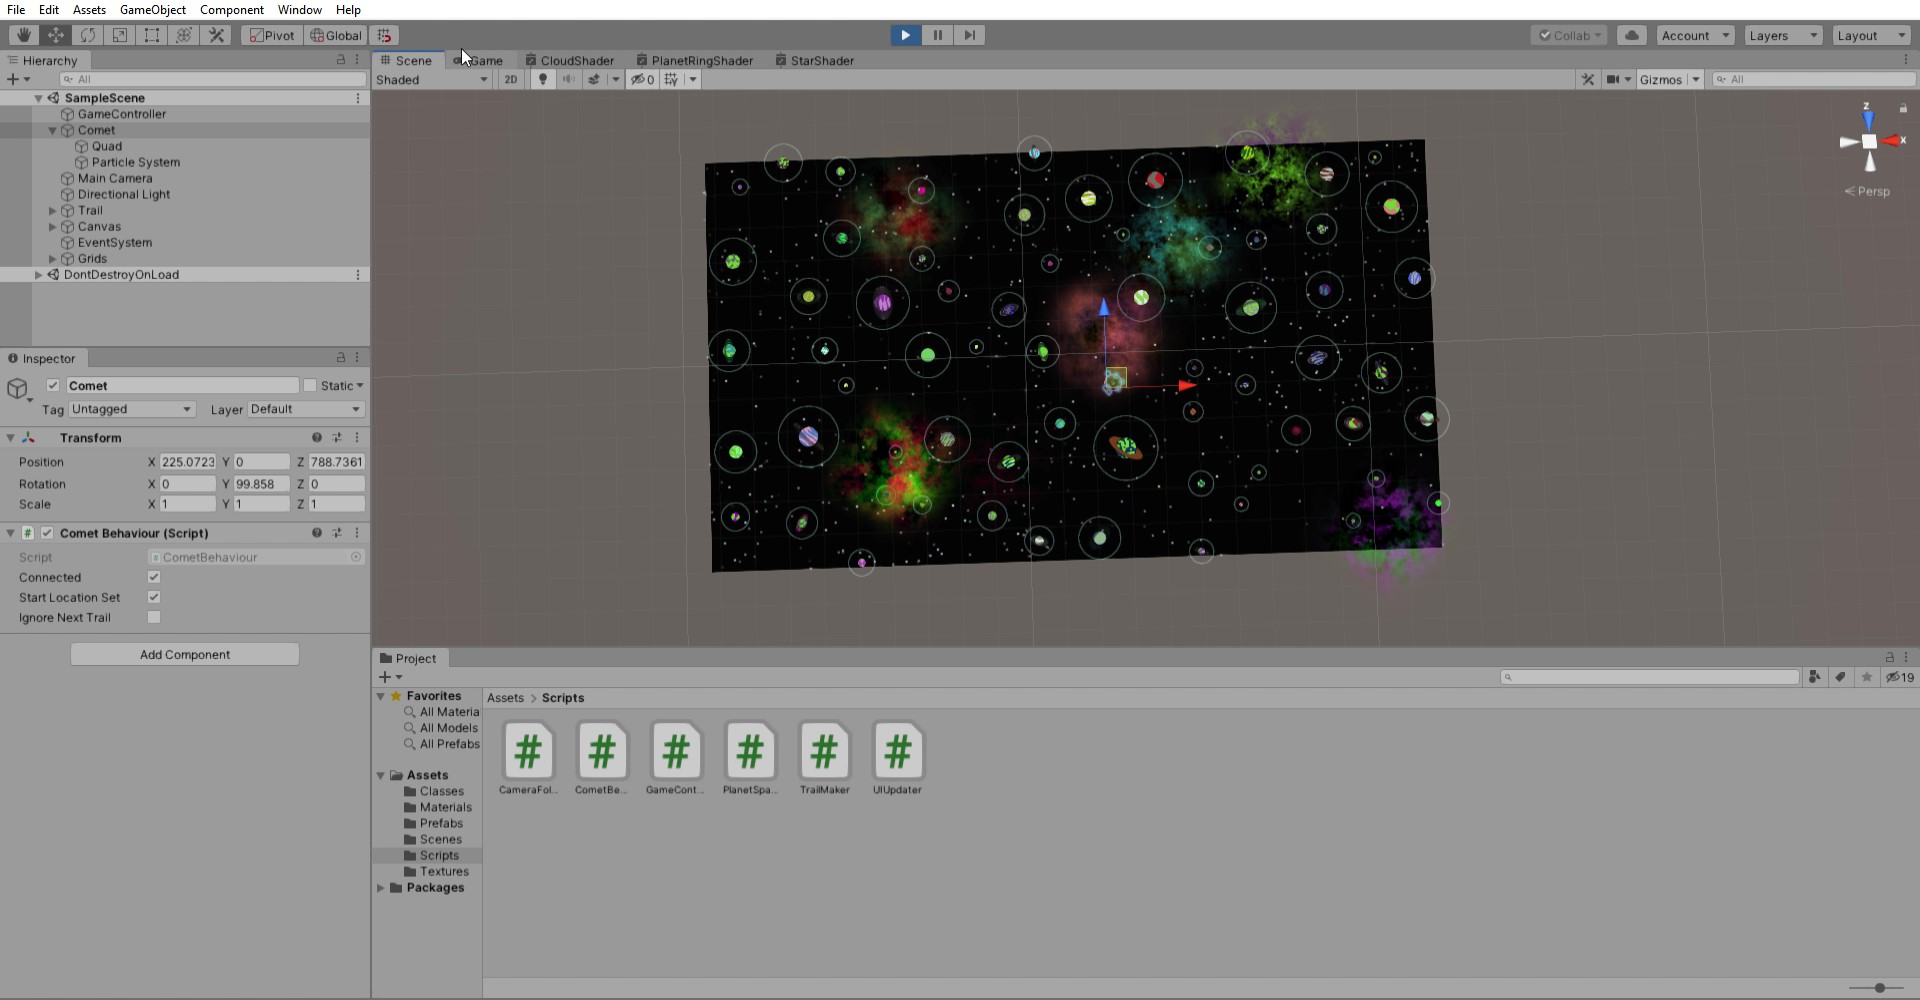 File Edit Assets GameObject Component Window Help
Pivot Global Collab Account Layers Layout
Hierarchy
All
SampleScene
GameController
Comet
Quad
Particle System
Main Camera
Directional Light
Trail
Canvas
EventSystem
Grids
DontDestroyOnLoad
Inspector
Comet Static
Tag Untagged Layer Default
Transform
Position X 225.0723 Y 0 Z 788.7361
Rotation X 0 Y 99.858 Z 0
Scale X 1 Y 1 Z 1
# Comet Behaviour (Script)
Script CometBehaviour
Connected
Start Location Set
Ignore Next Trail
Add Component
Scene Game CloudShader PlanetRingShader StarShader
Shaded 2D 0 Gizmos All
z
x
Persp
Project
19
Favorites
All Materia
All Models
All Prefabs
Assets
Classes
Materials
Prefabs
Scenes
Scripts
Textures
Packages
Assets > Scripts
# # # # # #
CameraFol... CometBe... GameCont... PlanetSpa... TrailMaker UIUpdater